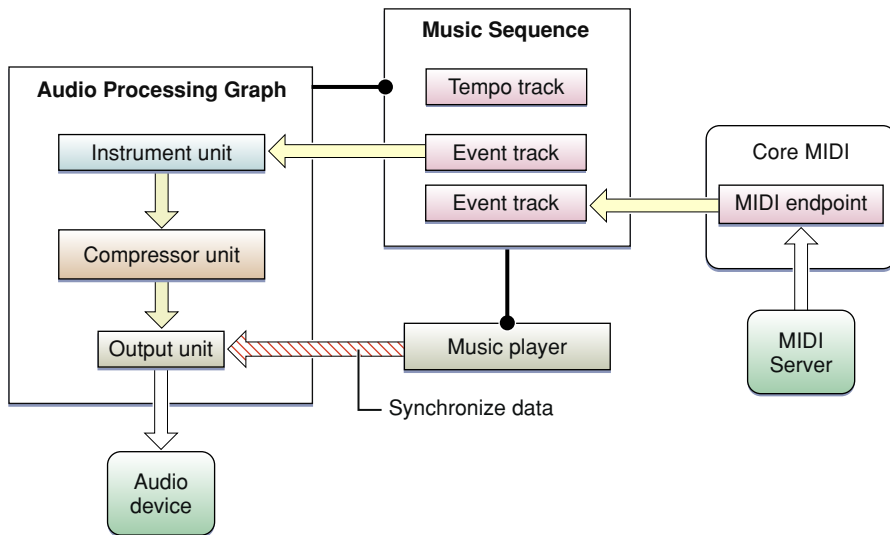 Music Sequence
Tempo track
Event track
Event track
Audio Processing Graph
Instrument unit
Compressor unit
Output unit
Core MIDI
MIDI endpoint
MIDI
Server
Music player
Synchronize data
Audio
device